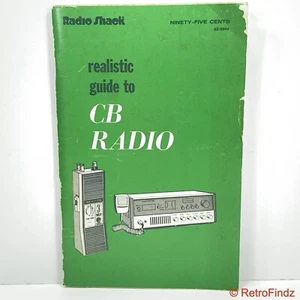 Radio Shack
NINETY-FIVE CENTS
realistic
guide to
CB
RADIO
© RetroFindz